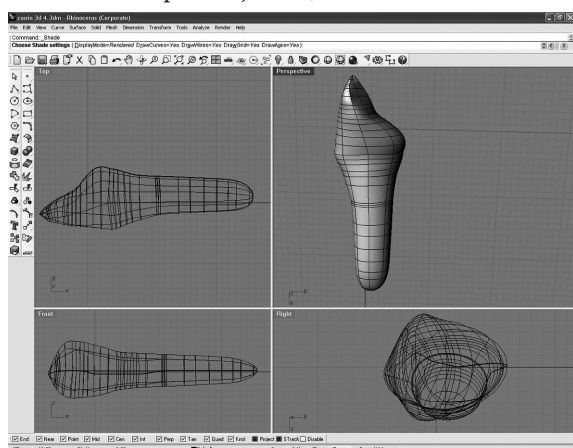 canto 3d 4.3dm - Rhinoceros (Corporate)
File Edit View Curve Surface Solid Mesh Dimension Transform Tools Analyze Render Help
Command: _Shade
Choose Shade settings ( DisplayMode=Rendered DrawCurves=Yes DrawWires=Yes DrawGrid=Yes DrawAxes=Yes):
Top
Perspective
y
x
Front
Right
z
x
z
y
End Near Point Mid Cen Int Perp Tan Quad Knot Project STrack Disable